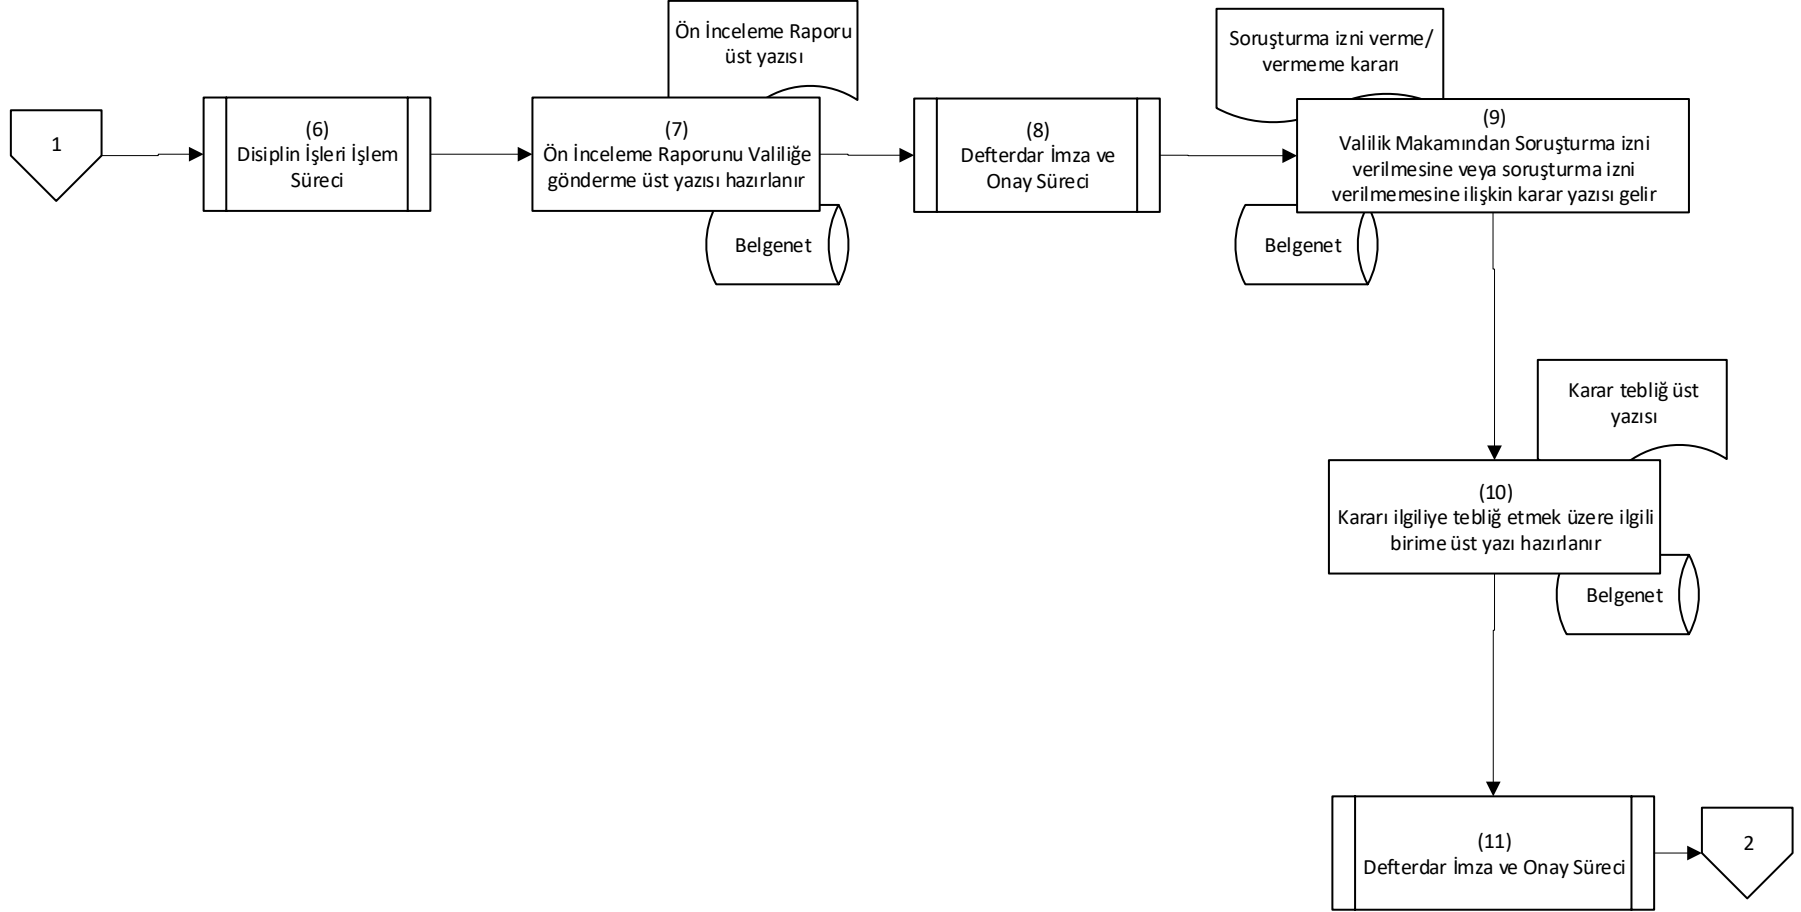 1
(6)
Disiplin İşleri İşlem
Süreci
Ön İnceleme Raporu
üst yazısı
(7)
Ön İnceleme Raporunu Valiliğe
gönderme üst yazısı hazırlanır
Belgenet
(8)
Defterdar İmza ve
Onay Süreci
Soruşturma izni verme/
vermeme kararı
(9)
Valilik Makamından Soruşturma izni
verilmesine veya soruşturma izni
verilmemesine ilişkin karar yazısı gelir
Belgenet
Karar tebliğ üst
yazısı
(10)
Kararı ilgiliye tebliğ etmek üzere ilgili
birime üst yazı hazırlanır
Belgenet
(11)
Defterdar İmza ve Onay Süreci
2